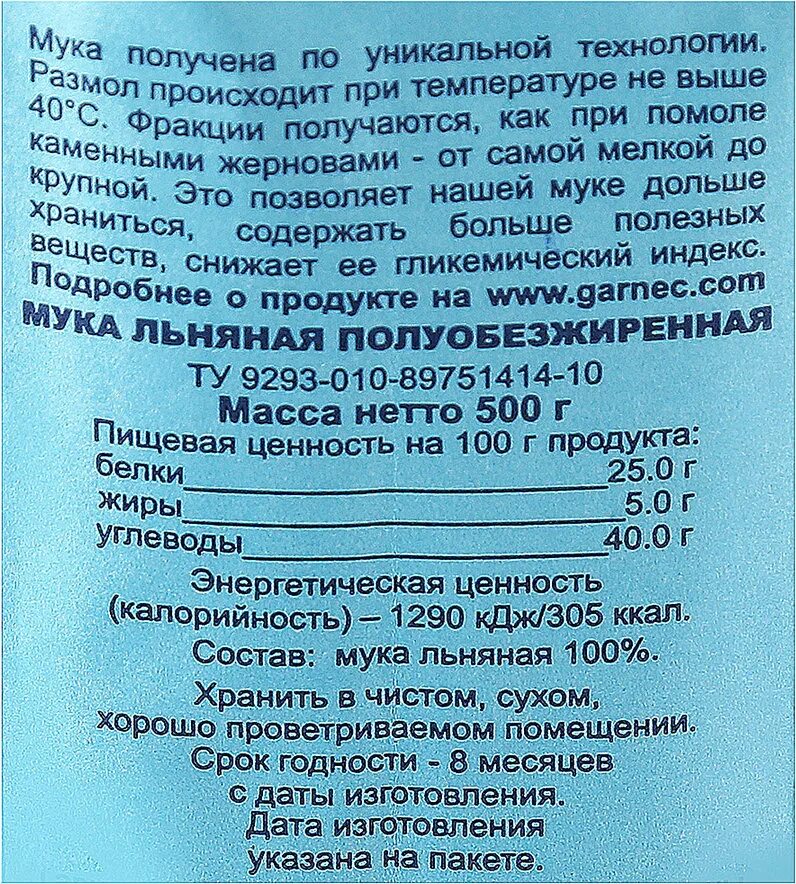 Мука получена по уникальной технологии.
Размол происходит при температуре не выше
40°С. Фракции получаются, как при помоле
каменными жерновами - от самой мелкой до
крупной. Это позволяет нашей муке дольше
храниться, содержать больше полезных
веществ, снижает ее гликемический индекс.
Подробнее о продукте на www.garnec.com
МУКА ЛЬНЯНАЯ ПОЛУОБЕЗЖИРЕННАЯ
ТУ 9293-010-89751414-10
Масса нетто 500 г
Пищевая ценность на 100 г продукта:
белки 25.0 г
жиры 5.0 г
углеводы 40.0 г
Энергетическая ценность
(калорийность) – 1290 кДж/305 ккал.
Состав: мука льняная 100%.
Хранить в чистом, сухом,
хорошо проветриваемом помещении.
Срок годности - 8 месяцев
с даты изготовления.
Дата изготовления
указана на пакете.